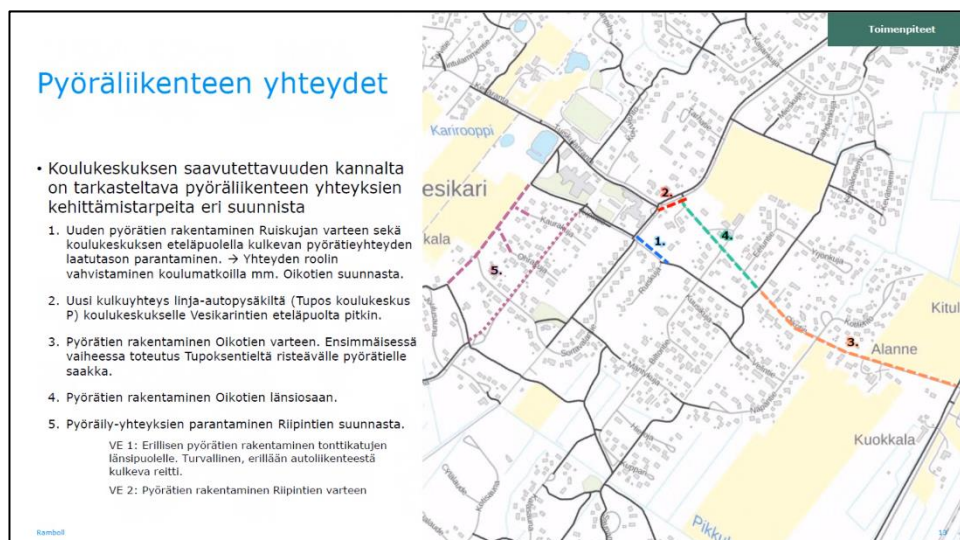 Toimenpiteet
Pyöräliikenteen yhteydet
• Koulukeskuksen saavutettavuuden kannalta
on tarkasteltava pyöräliikenteen yhteyksien
kehittämistarpeita eri suunnista
1. Uuden pyörätien rakentaminen Ruiskujan varteen sekä
koulukeskuksen eteläpuolella kulkevan pyörätieyhteyden
laatutason parantaminen. → Yhteyden roolin
vahvistaminen koulumatkoilla mm. Oikotien suunnasta.
2. Uusi kulkuyhteys linja-autopysäkiltä (Tupos koulukeskus
P) koulukeskukselle Vesikarintien eteläpuolta pitkin.
3. Pyörätien rakentaminen Oikotien varteen. Ensimmäisessä
vaiheessa toteutus Tupoksentieltä risteävälle pyörätielle
saakka.
4. Pyörätien rakentaminen Oikotien länsiosaan.
5. Pyöräily-yhteyksien parantaminen Riipintien suunnasta.
VE 1: Erillisen pyörätien rakentaminen tonttikatujen
länsipuolelle. Turvallinen, erillään autoliikenteestä
kulkeva reitti.
VE 2: Pyörätien rakentaminen Riipintien varteen
Ramboll
13
Karirooppi
esikari
kala
2.
1.
4.
5.
3.
Kitul
Alanne
Kuokkala
Pikku